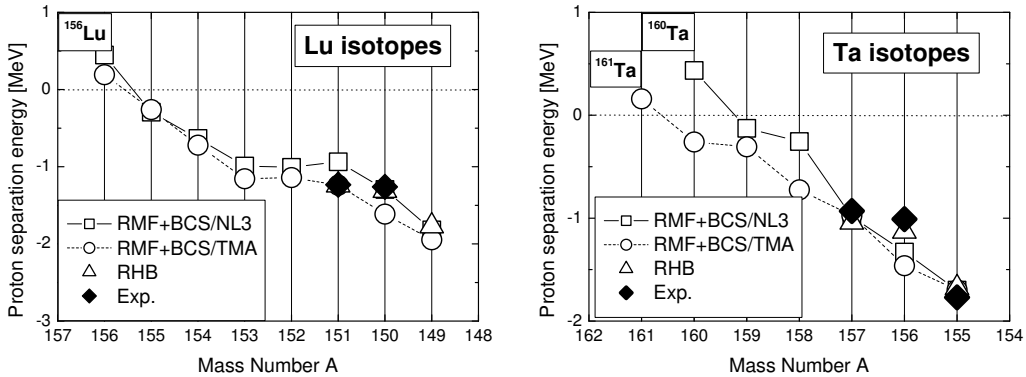 ¹⁵⁶Lu
Lu isotopes
Proton separation energy [MeV]
1
0
-1
-2
-3
RMF+BCS/NL3
RMF+BCS/TMA
RHB
Exp.
157 156 155 154 153 152 151 150 149 148
Mass Number A
¹⁶⁰Ta
¹⁶¹Ta
Ta isotopes
Proton separation energy [MeV]
1
0
-1
-2
RMF+BCS/NL3
RMF+BCS/TMA
RHB
Exp.
162 161 160 159 158 157 156 155 154
Mass Number A